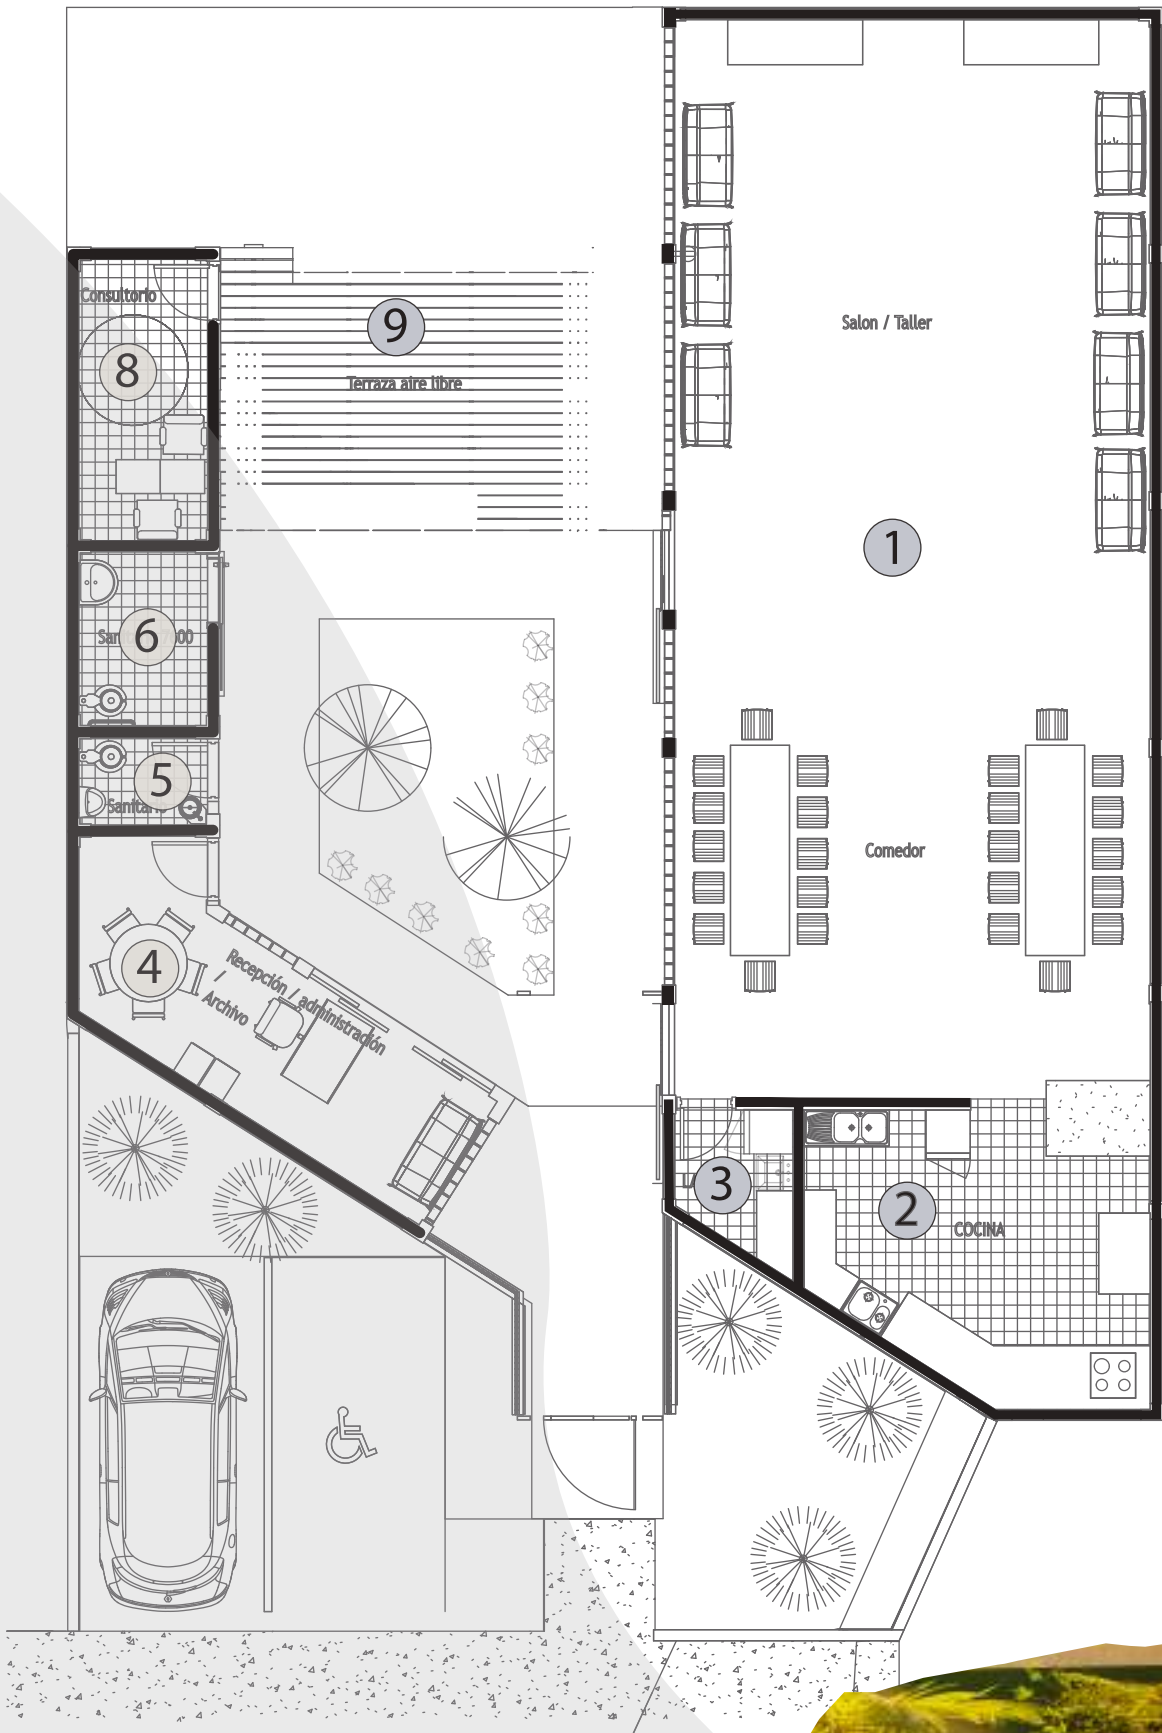 Consultorio
8
9
Terraza aire libre
Salon / Taller
1
6
5
Comedor
4
Recepción / administración
/
Archivo
3
2
COCINA